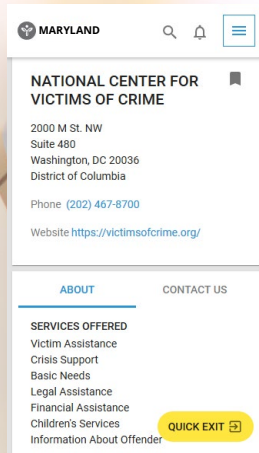 MARYLAND
NATIONAL CENTER FOR
VICTIMS OF CRIME
2000 M St. NW
Suite 480
Washington, DC 20036
District of Columbia
Phone (202) 467-8700
Website https://victimsofcrime.org/
ABOUT CONTACT US
SERVICES OFFERED
Victim Assistance
Crisis Support
Basic Needs
Legal Assistance
Financial Assistance
Children's Services
Information About Offender
QUICK EXIT